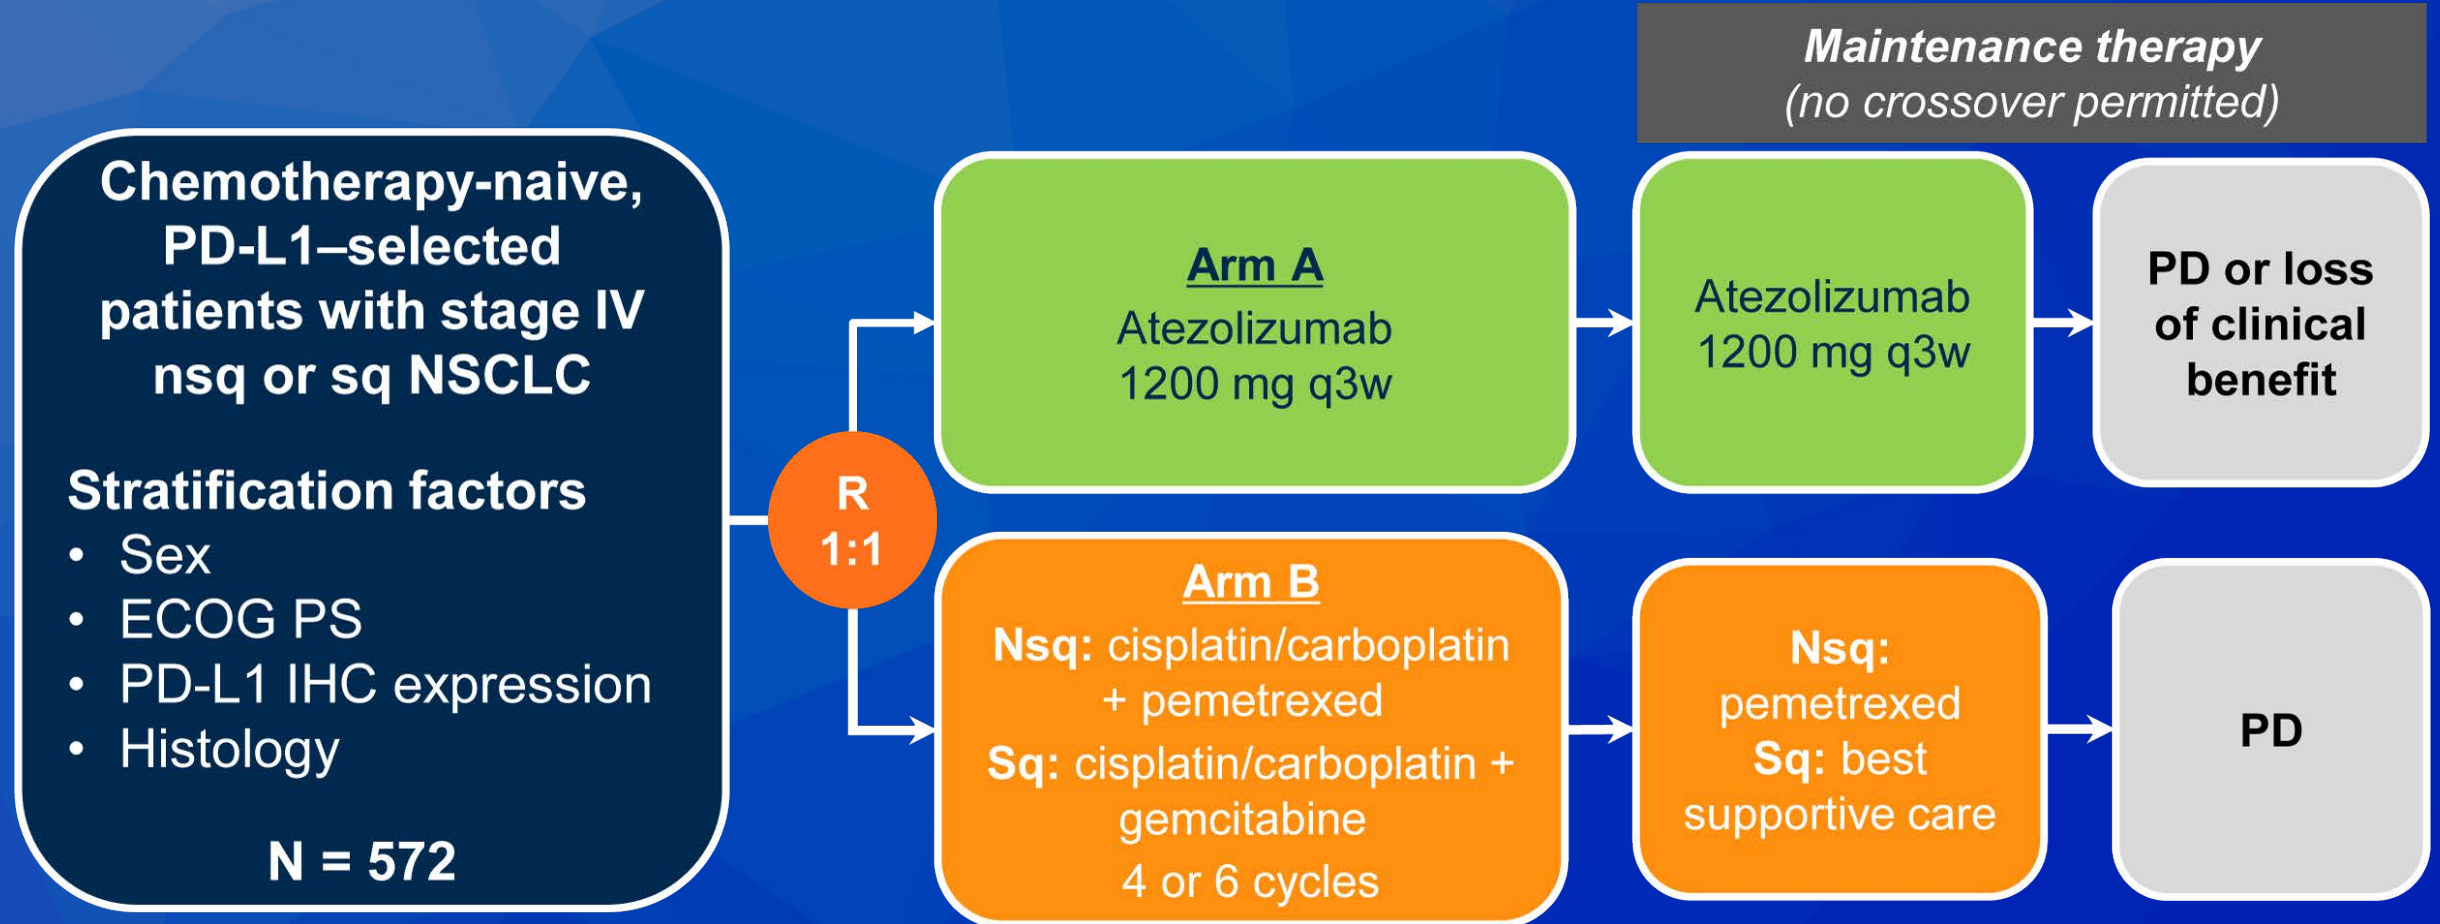 Maintenance therapy
(no crossover permitted)
Chemotherapy-naive,
PD-L1–selected
patients with stage IV
nsq or sq NSCLC
Stratification factors
• Sex
• ECOG PS
• PD-L1 IHC expression
• Histology
N = 572
R
1:1
Arm A
Atezolizumab
1200 mg q3w
Atezolizumab
1200 mg q3w
PD or loss
of clinical
benefit
Arm B
Nsq: cisplatin/carboplatin
+ pemetrexed
Sq: cisplatin/carboplatin +
gemcitabine
4 or 6 cycles
Nsq:
pemetrexed
Sq: best
supportive care
PD